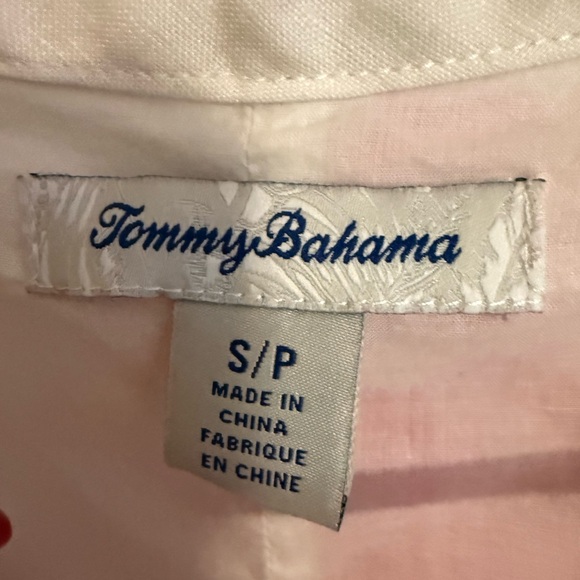 Tommy Bahama
S/P
MADE IN
CHINA
FABRIQUE
EN CHINE